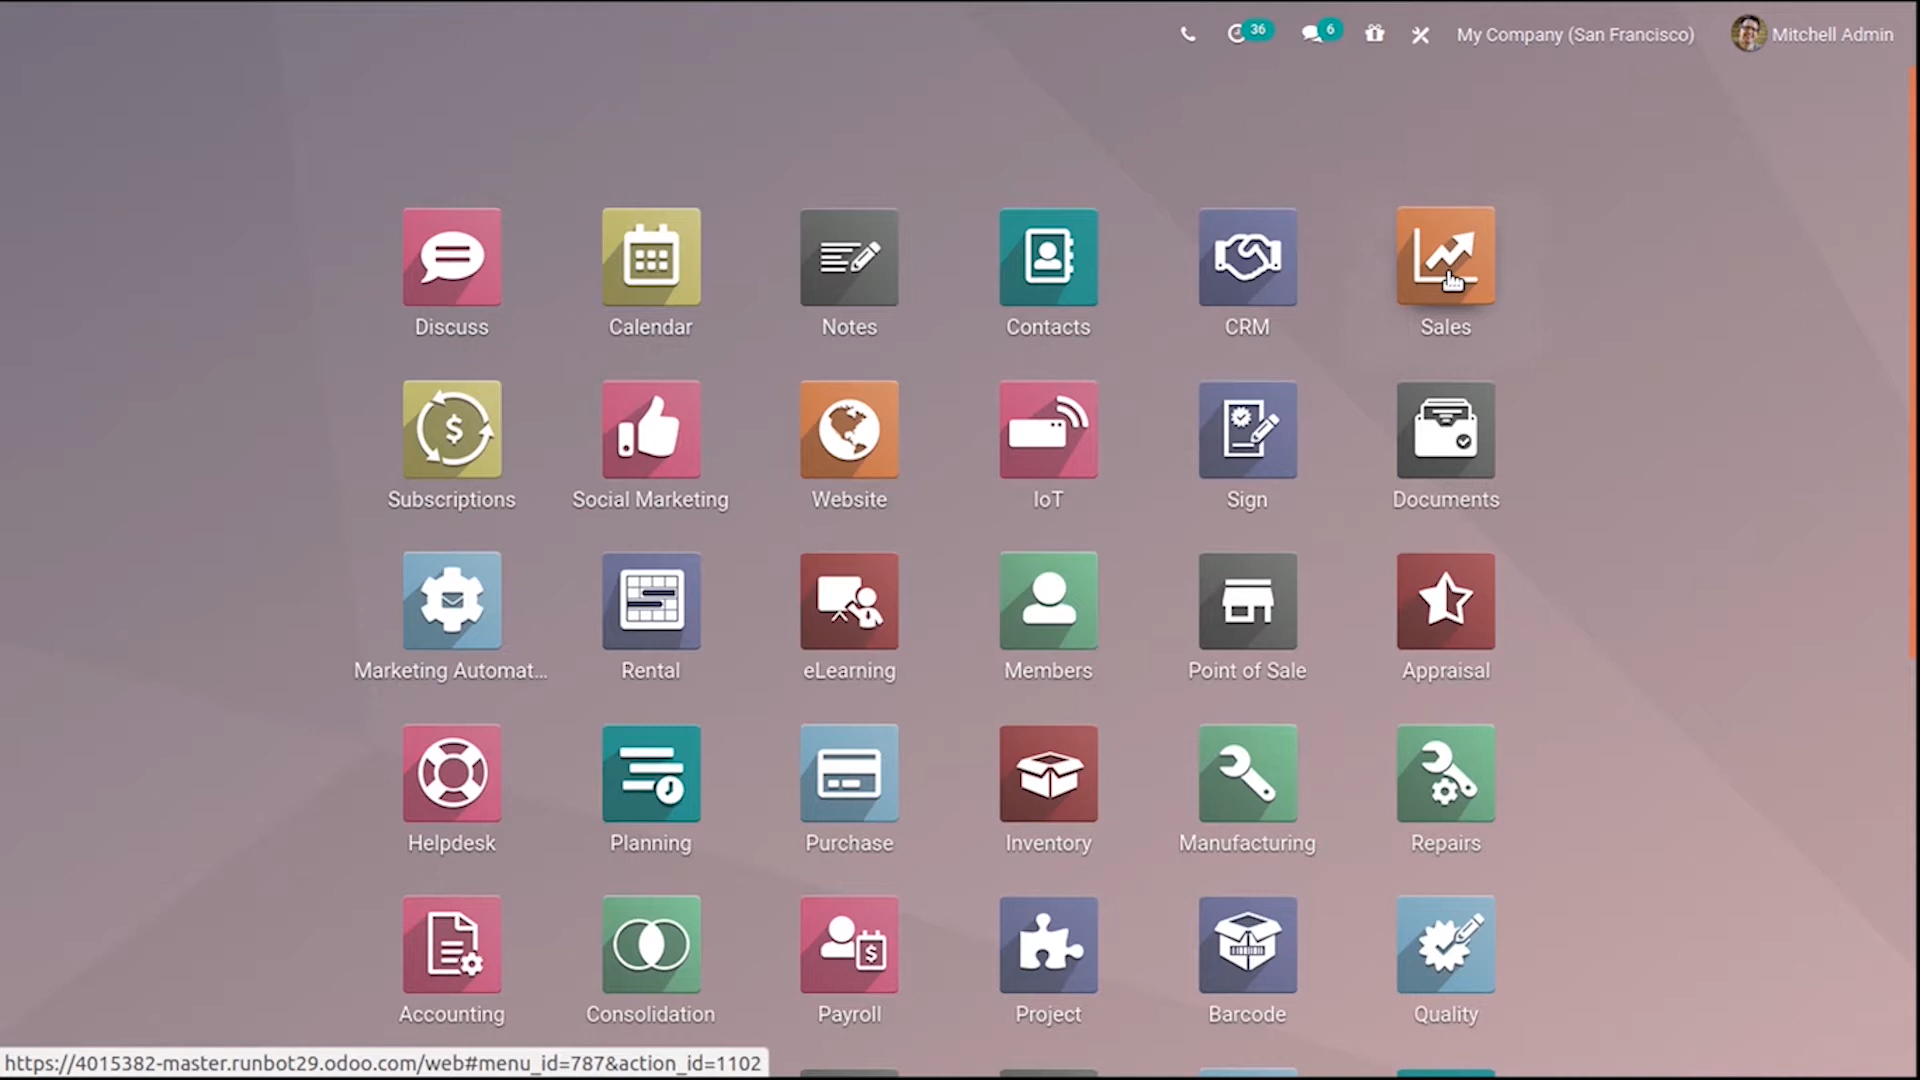 36
6
My Company (San Francisco)
Mitchell Admin
Discuss
Calendar
Notes
Contacts
CRM
Sales
Subscriptions
Social Marketing
Website
IoT
Sign
Documents
Marketing Automat...
Rental
eLearning
Members
Point of Sale
Appraisal
Helpdesk
Planning
Purchase
Inventory
Manufacturing
Repairs
Accounting
Consolidation
Payroll
Project
Barcode
Quality
https://4015382-master.runbot29.odoo.com/web#menu_id=787&action_id=1102